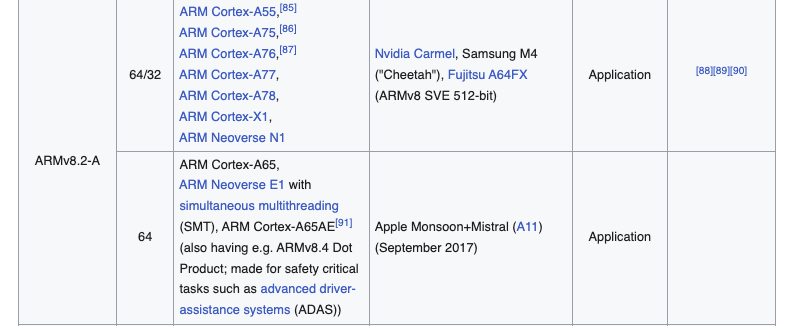 ARMv8.2-A
64/32
ARM Cortex-A55,[85]
ARM Cortex-A75,[86]
ARM Cortex-A76,[87]
ARM Cortex-A77,
ARM Cortex-A78,
ARM Cortex-X1,
ARM Neoverse N1
Nvidia Carmel, Samsung M4
("Cheetah"), Fujitsu A64FX
(ARMv8 SVE 512-bit)
Application
[88][89][90]
64
ARM Cortex-A65,
ARM Neoverse E1 with
simultaneous multithreading
(SMT), ARM Cortex-A65AE[91]
(also having e.g. ARMv8.4 Dot
Product; made for safety critical
tasks such as advanced driver-
assistance systems (ADAS))
Apple Monsoon+Mistral (A11)
(September 2017)
Application